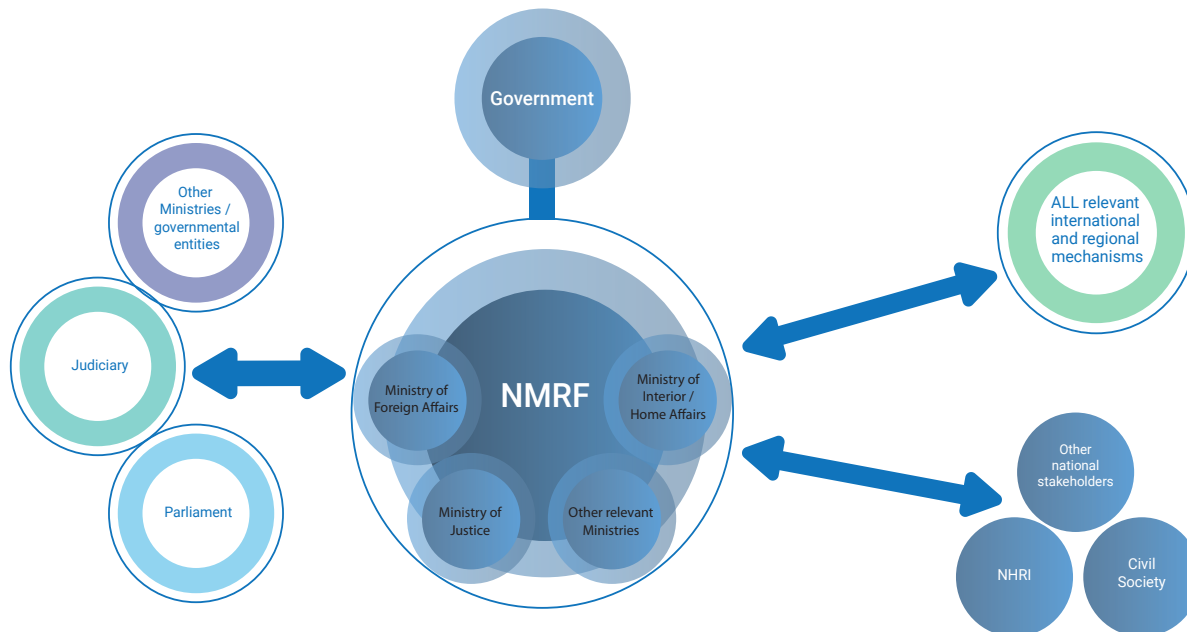 Government
Other
Ministries /
governmental
entities
Judiciary
Parliament
NMRF
Ministry of
Foreign Affairs
Ministry of
Interior /
Home Affairs
Ministry of
Justice
Other relevant
Ministries
ALL relevant
international
and regional
mechanisms
Other
national
stakeholders
NHRI
Civil
Society